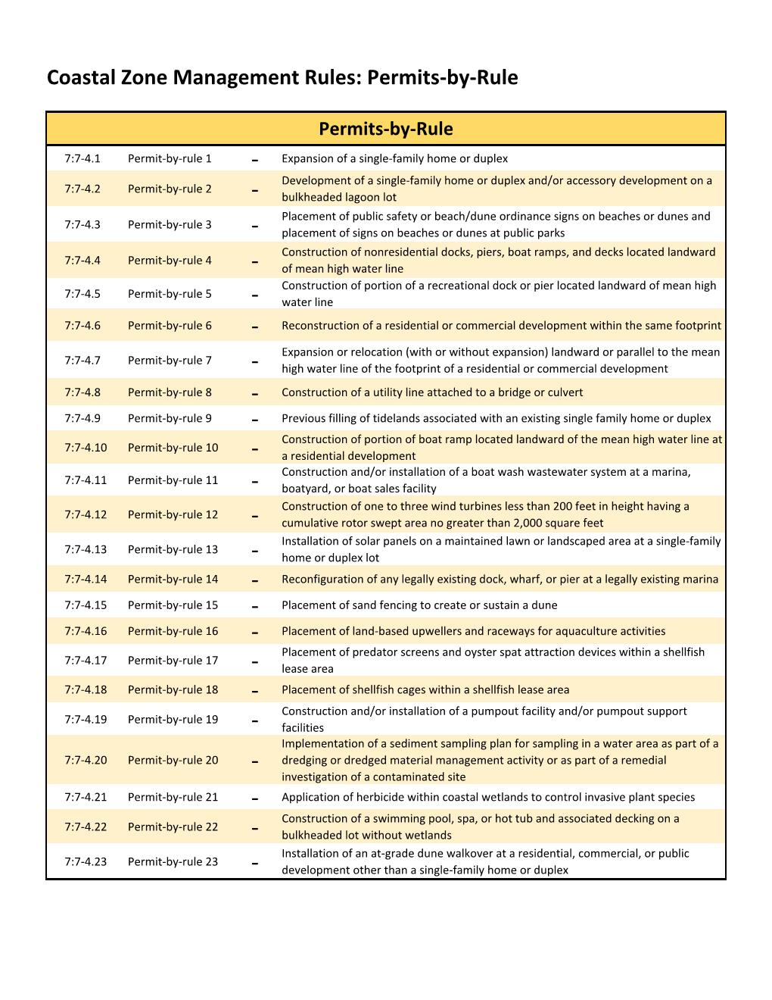 Coastal Zone Management Rules: Permits-by-Rule
Permits-by-Rule
7:7-4.1 Permit-by-rule 1 – Expansion of a single-family home or duplex
7:7-4.2 Permit-by-rule 2 – Development of a single-family home or duplex and/or accessory development on a
bulkheaded lagoon lot
7:7-4.3 Permit-by-rule 3 – Placement of public safety or beach/dune ordinance signs on beaches or dunes and
placement of signs on beaches or dunes at public parks
7:7-4.4 Permit-by-rule 4 – Construction of nonresidential docks, piers, boat ramps, and decks located landward
of mean high water line
7:7-4.5 Permit-by-rule 5 – Construction of portion of a recreational dock or pier located landward of mean high
water line
7:7-4.6 Permit-by-rule 6 – Reconstruction of a residential or commercial development within the same footprint
7:7-4.7 Permit-by-rule 7 – Expansion or relocation (with or without expansion) landward or parallel to the mean
high water line of the footprint of a residential or commercial development
7:7-4.8 Permit-by-rule 8 – Construction of a utility line attached to a bridge or culvert
7:7-4.9 Permit-by-rule 9 – Previous filling of tidelands associated with an existing single family home or duplex
7:7-4.10 Permit-by-rule 10 – Construction of portion of boat ramp located landward of the mean high water line at
a residential development
7:7-4.11 Permit-by-rule 11 – Construction and/or installation of a boat wash wastewater system at a marina,
boatyard, or boat sales facility
7:7-4.12 Permit-by-rule 12 – Construction of one to three wind turbines less than 200 feet in height having a
cumulative rotor swept area no greater than 2,000 square feet
7:7-4.13 Permit-by-rule 13 – Installation of solar panels on a maintained lawn or landscaped area at a single-family
home or duplex lot
7:7-4.14 Permit-by-rule 14 – Reconfiguration of any legally existing dock, wharf, or pier at a legally existing marina
7:7-4.15 Permit-by-rule 15 – Placement of sand fencing to create or sustain a dune
7:7-4.16 Permit-by-rule 16 – Placement of land-based upwellers and raceways for aquaculture activities
7:7-4.17 Permit-by-rule 17 – Placement of predator screens and oyster spat attraction devices within a shellfish
lease area
7:7-4.18 Permit-by-rule 18 – Placement of shellfish cages within a shellfish lease area
7:7-4.19 Permit-by-rule 19 – Construction and/or installation of a pumpout facility and/or pumpout support
facilities
7:7-4.20 Permit-by-rule 20 – Implementation of a sediment sampling plan for sampling in a water area as part of a
dredging or dredged material management activity or as part of a remedial
investigation of a contaminated site
7:7-4.21 Permit-by-rule 21 – Application of herbicide within coastal wetlands to control invasive plant species
7:7-4.22 Permit-by-rule 22 – Construction of a swimming pool, spa, or hot tub and associated decking on a
bulkheaded lot without wetlands
7:7-4.23 Permit-by-rule 23 – Installation of an at-grade dune walkover at a residential, commercial, or public
development other than a single-family home or duplex